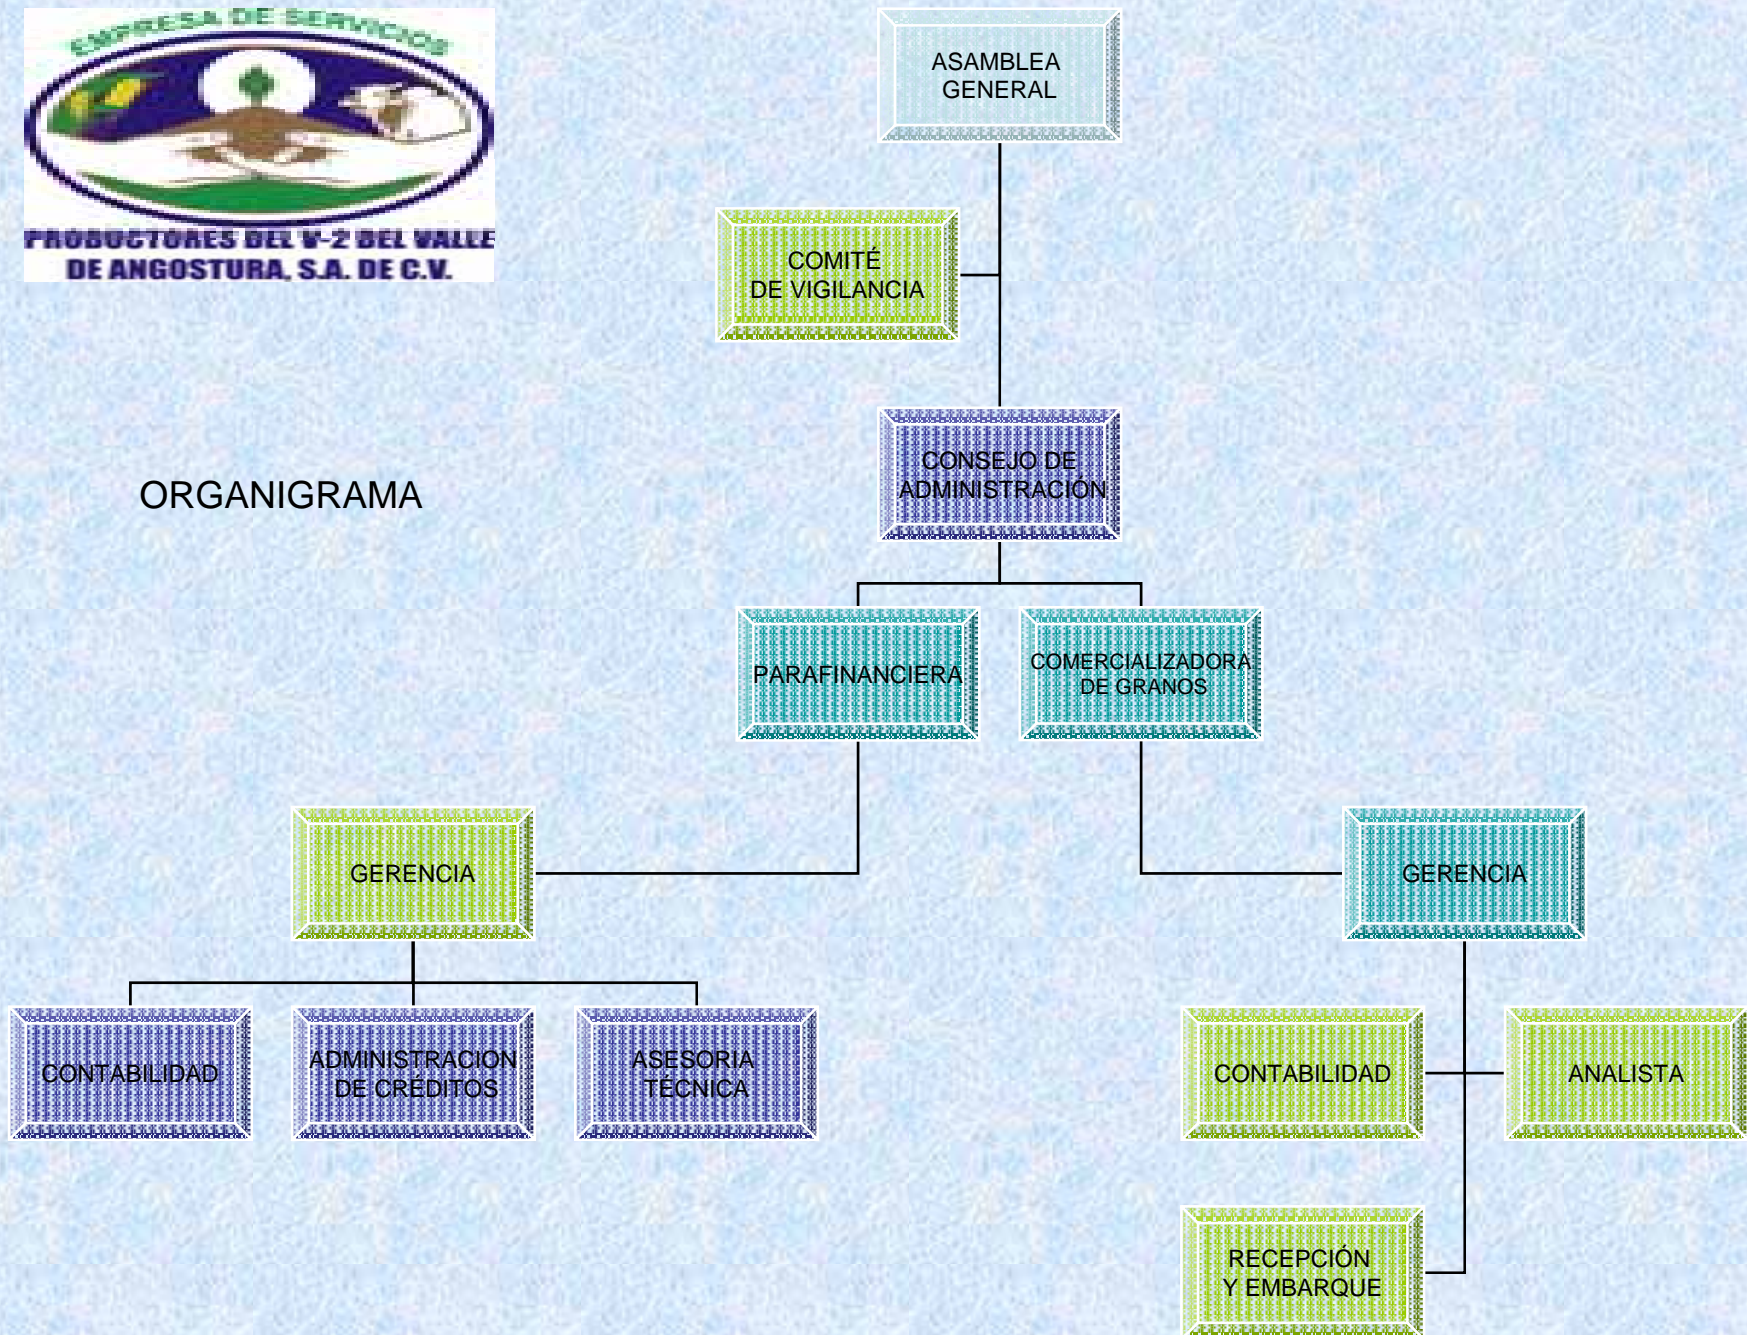 EMPRESA DE SERVICIOS
PRODUCTORES DEL V-2 DEL VALLE
DE ANGOSTURA, S.A. DE C.V.
ASAMBLEA
GENERAL
COMITÉ
DE VIGILANCIA
CONSEJO DE
ADMINISTRACIÓN
ORGANIGRAMA
PARAFINANCIERA
COMERCIALIZADORA
DE GRANOS
GERENCIA
GERENCIA
CONTABILIDAD
ADMINISTRACION
DE CRÉDITOS
ASESORIA
TÉCNICA
CONTABILIDAD
ANALISTA
RECEPCIÓN
Y EMBARQUE